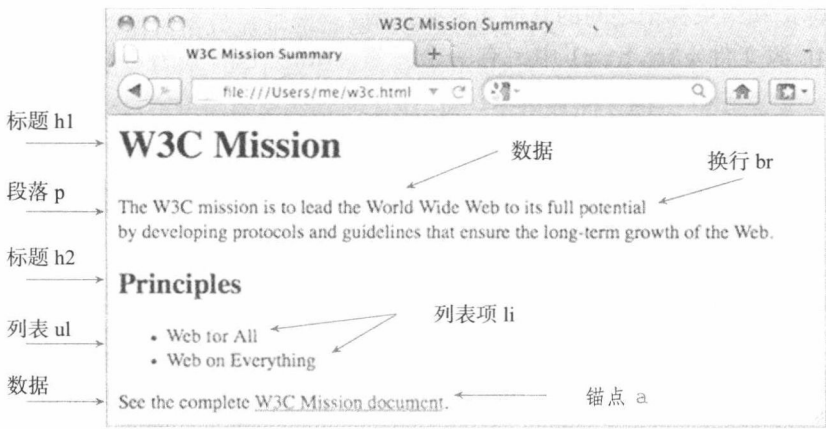 W3C Mission Summary
W3C Mission Summary
file:///Users/me/w3c.html
标题 h1
W3C Mission
数据
换行 br
段落 p
The W3C mission is to lead the World Wide Web to its full potential
by developing protocols and guidelines that ensure the long-term growth of the Web.
标题 h2
Principles
列表项 li
列表 ul
• Web for All
• Web on Everything
数据
See the complete W3C Mission document.
锚点 a